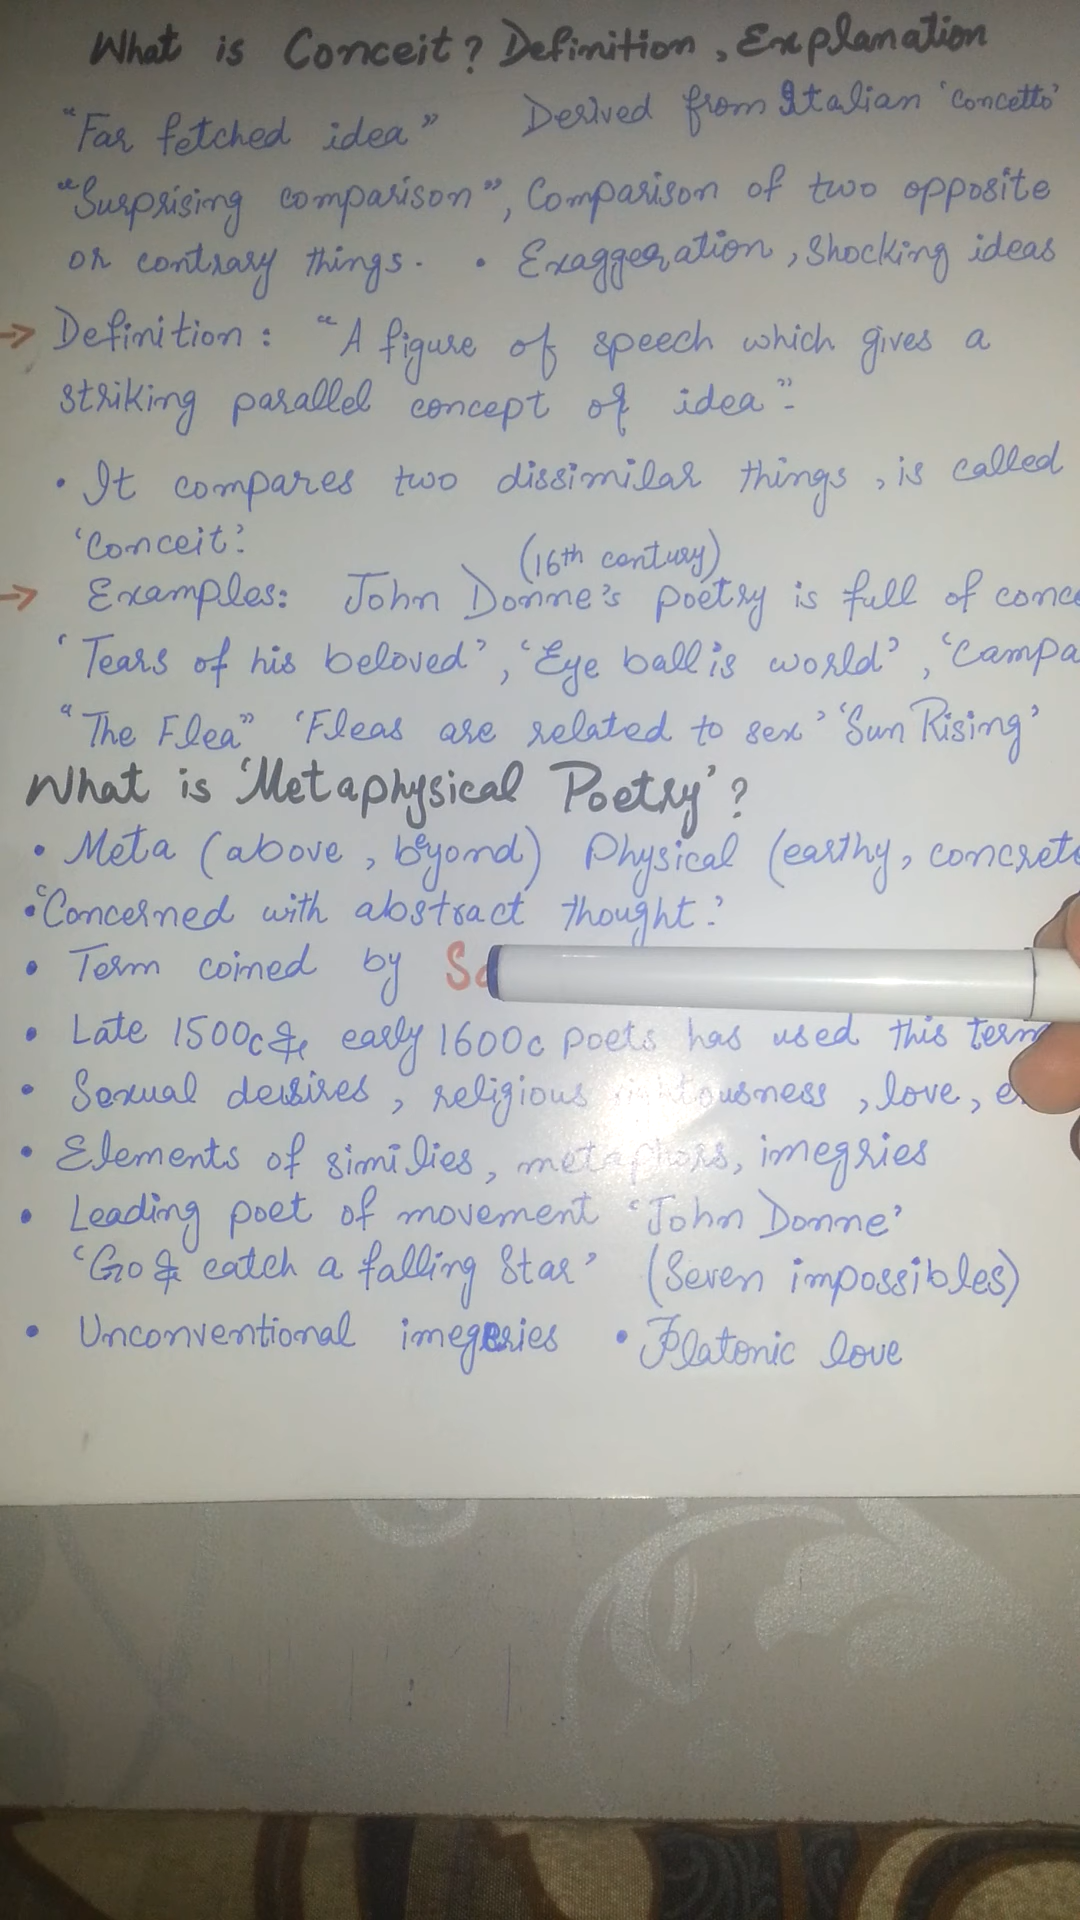 What is Conceit? Definition, Explanation
"Far fetched idea" Derived from Italian 'concetto'
"Surprising comparison", Comparison of two opposite
or contrary things. • Exaggeration, Shocking ideas
→ Definition: "A figure of speech which gives a
striking parallel concept of idea".
• It compares two dissimilar things, is called
'Conceit'.
(16th century)
→ Examples: John Donne's poetry is full of conce
'Tears of his beloved', 'Eye ball is world', 'Campa
"The Flea" 'Fleas are related to sex' 'Sun Rising'
What is 'Metaphysical Poetry'?
• Meta (above, beyond) Physical (earthy, concrete
• 'Concerned with abstract thought.'
• Term coined by
• Late 1500c & early 1600c poets has used this term
• Sexual desires, religious rightousness, love,
• Elements of similies, metaphors, imegries
• Leading poet of movement 'John Donne'
'Go & catch a falling Star' (Seven impossibles)
• Unconventional imegeries • Platonic love